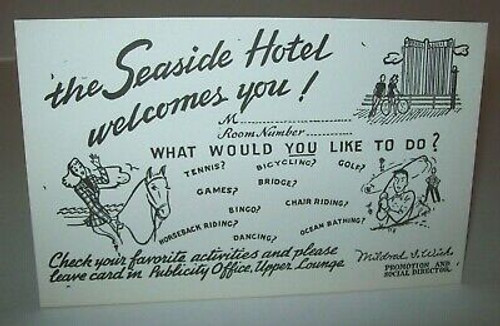 the Seaside Hotel
welcomes you!
M
Room Number
WHAT WOULD YOU LIKE TO DO?
TENNIS? BICYCLING? GOLF?
GAMES? BRIDGE?
BINGO? CHAIR RIDING?
HORSEBACK RIDING? DANCING? OCEAN BATHING?
Check your favorite activities and please
leave card in Publicity Office, Upper Lounge.
Mildred
PROMOTION AND
SOCIAL DIRECTOR